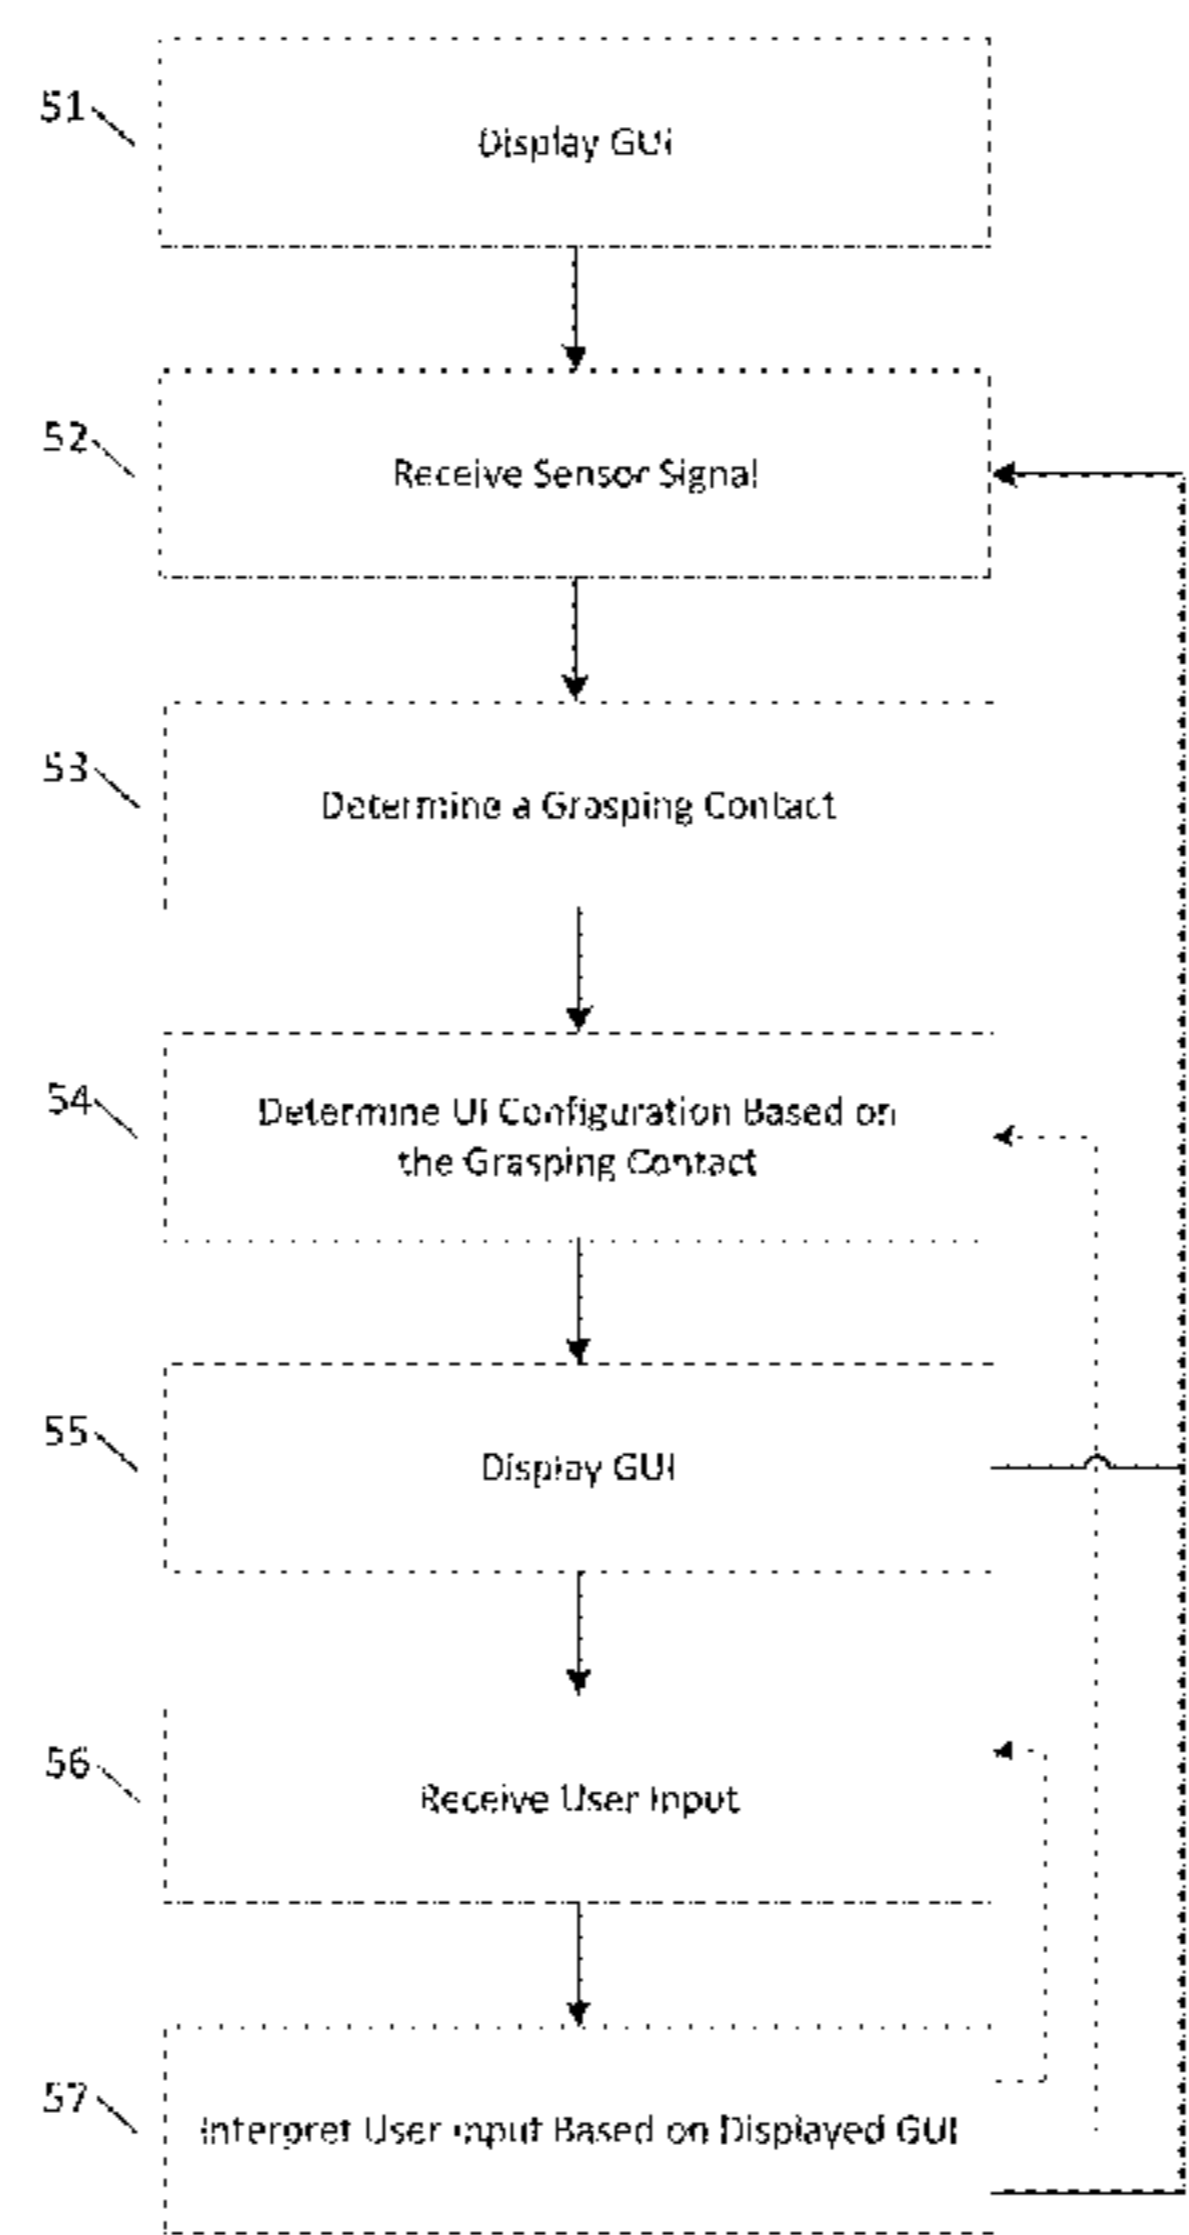 51
Display GUI
52
Receive Sensor Signal
53
Determine a Grasping Contact
54
Determine UI Configuration Based on
the Grasping Contact
55
Display GUI
56
Receive User Input
57
Interpret User Input Based on Displayed GUI